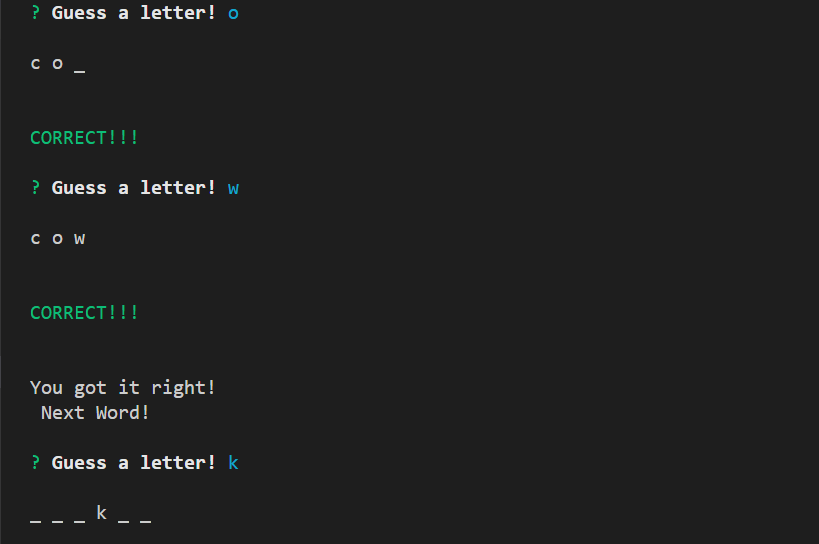 ? Guess a letter! o
c o _
CORRECT!!!
? Guess a letter! w
c o w
CORRECT!!!
You got it right!
Next Word!
? Guess a letter! k
_ _ _ k _ _